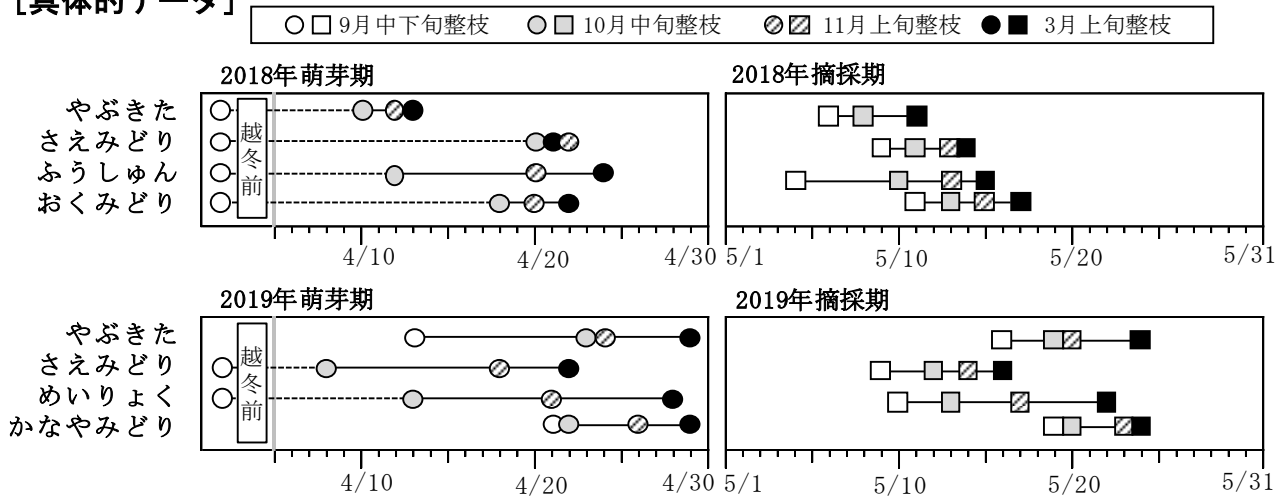 [具体的データ]
9月中下旬整枝 10月中旬整枝 11月上旬整枝 3月上旬整枝
2018年萌芽期
2018年摘採期
やぶきた
さえみどり
ふうしゅん
おくみどり
越冬前
4/10 4/20 4/30
5/1 5/10 5/20 5/31
2019年萌芽期
2019年摘採期
やぶきた
さえみどり
めいりょく
かなやみどり
越冬前
4/10 4/20 4/30
5/1 5/10 5/20 5/31